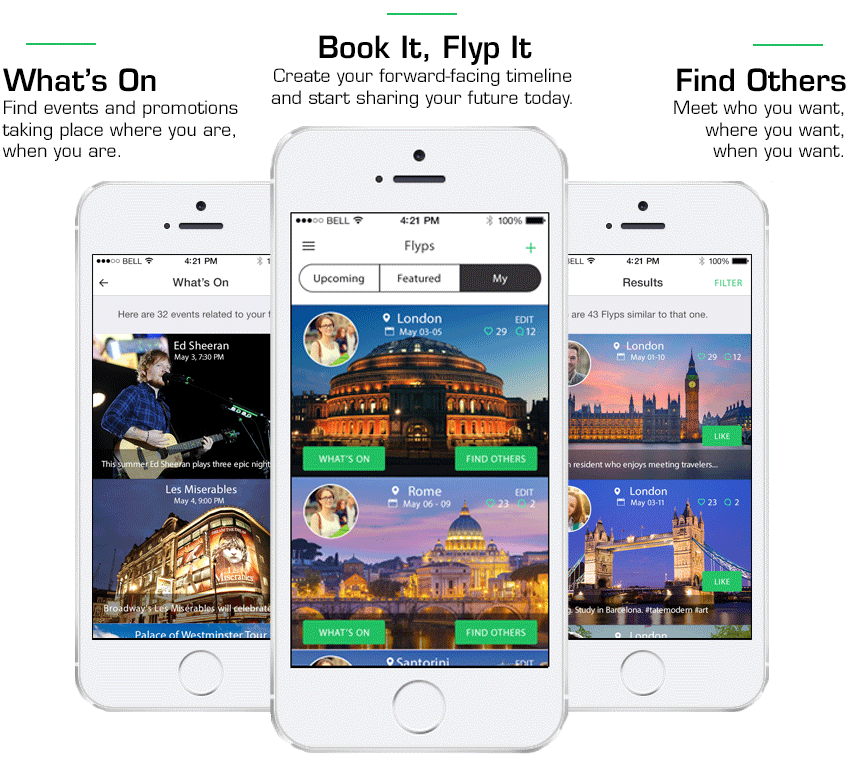 What's On
Find events and promotions
taking place where you are,
when you are.
Book It, Flyp It
Create your forward-facing timeline
and start sharing your future today.
Find Others
Meet who you want,
where you want,
when you want.
BELL 4:21 PM
What's On
Here are 32 events related to your f
Ed Sheeran
May 3, 7:30 PM
This summer Ed Sheeran plays three epic night
Les Miserables
May 4, 9:00 PM
Les
Misérables
Broadway's Les Misérables will celebrate
Palace of Westminster Tour
BELL 4:21 PM 100%
Flyps +
Upcoming Featured My
London EDIT
May 03-05 29 12
WHAT'S ON FIND OTHERS
Rome EDIT
May 06 - 09 23 2
WHAT'S ON FIND OTHERS
Santorini EDIT
ELL 4:21 PM 100%
Results FILTER
are 43 Flyps similar to that one.
London
May 01-10 29 12
LIKE
resident who enjoys meeting travelers...
London
May 03-11 23 2
LIKE
Study in Barcelona. #tatemodern #art
London